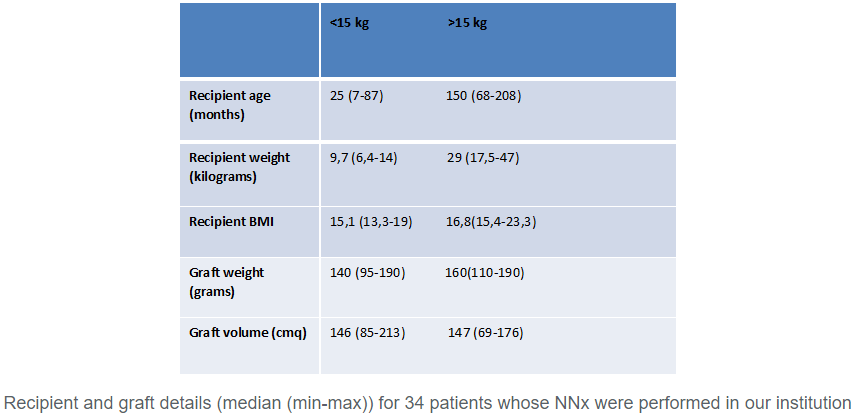 <15 kg >15 kg
Recipient age (months) 25 (7-87) 150 (68-208)
Recipient weight (kilograms) 9,7 (6,4-14) 29 (17,5-47)
Recipient BMI 15,1 (13,3-19) 16,8(15,4-23,3)
Graft weight (grams) 140 (95-190) 160(110-190)
Graft volume (cmq) 146 (85-213) 147 (69-176)
Recipient and graft details (median (min-max)) for 34 patients whose NNx were performed in our institution